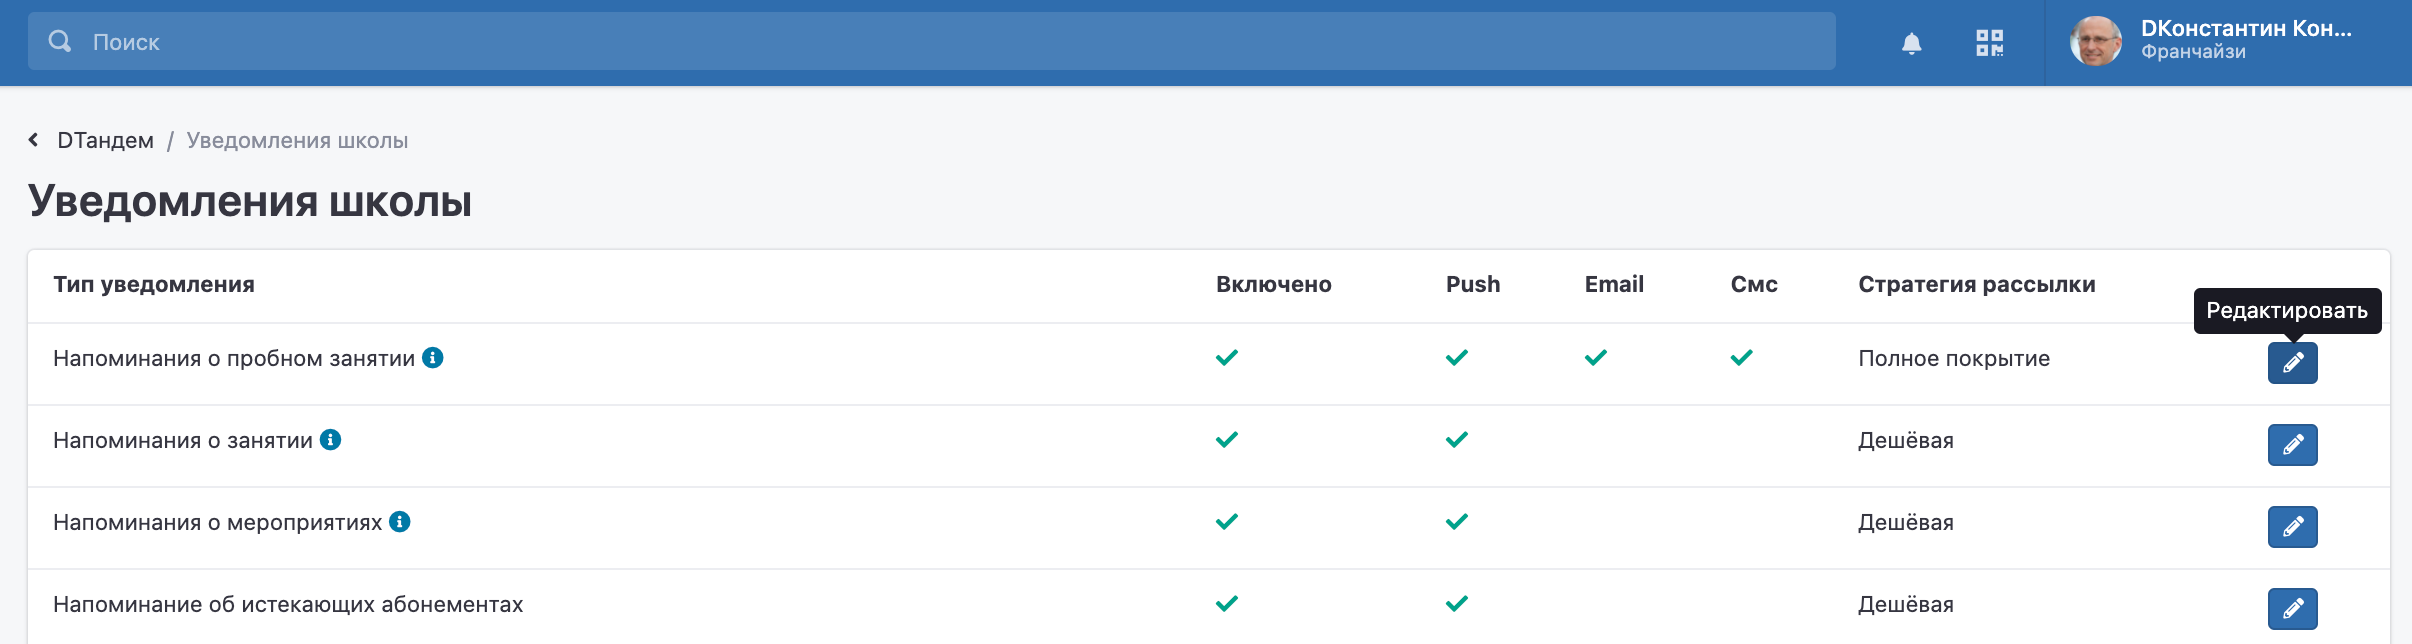 Поиск
DКонстантин Кон...
Франчайзи
DТандем / Уведомления школы
Уведомления школы
Тип уведомления Включено Push Email Смс Стратегия рассылки
Редактировать
Напоминания о пробном занятии Полное покрытие
Напоминания о занятии Дешёвая
Напоминания о мероприятиях Дешёвая
Напоминание об истекающих абонементах Дешёвая